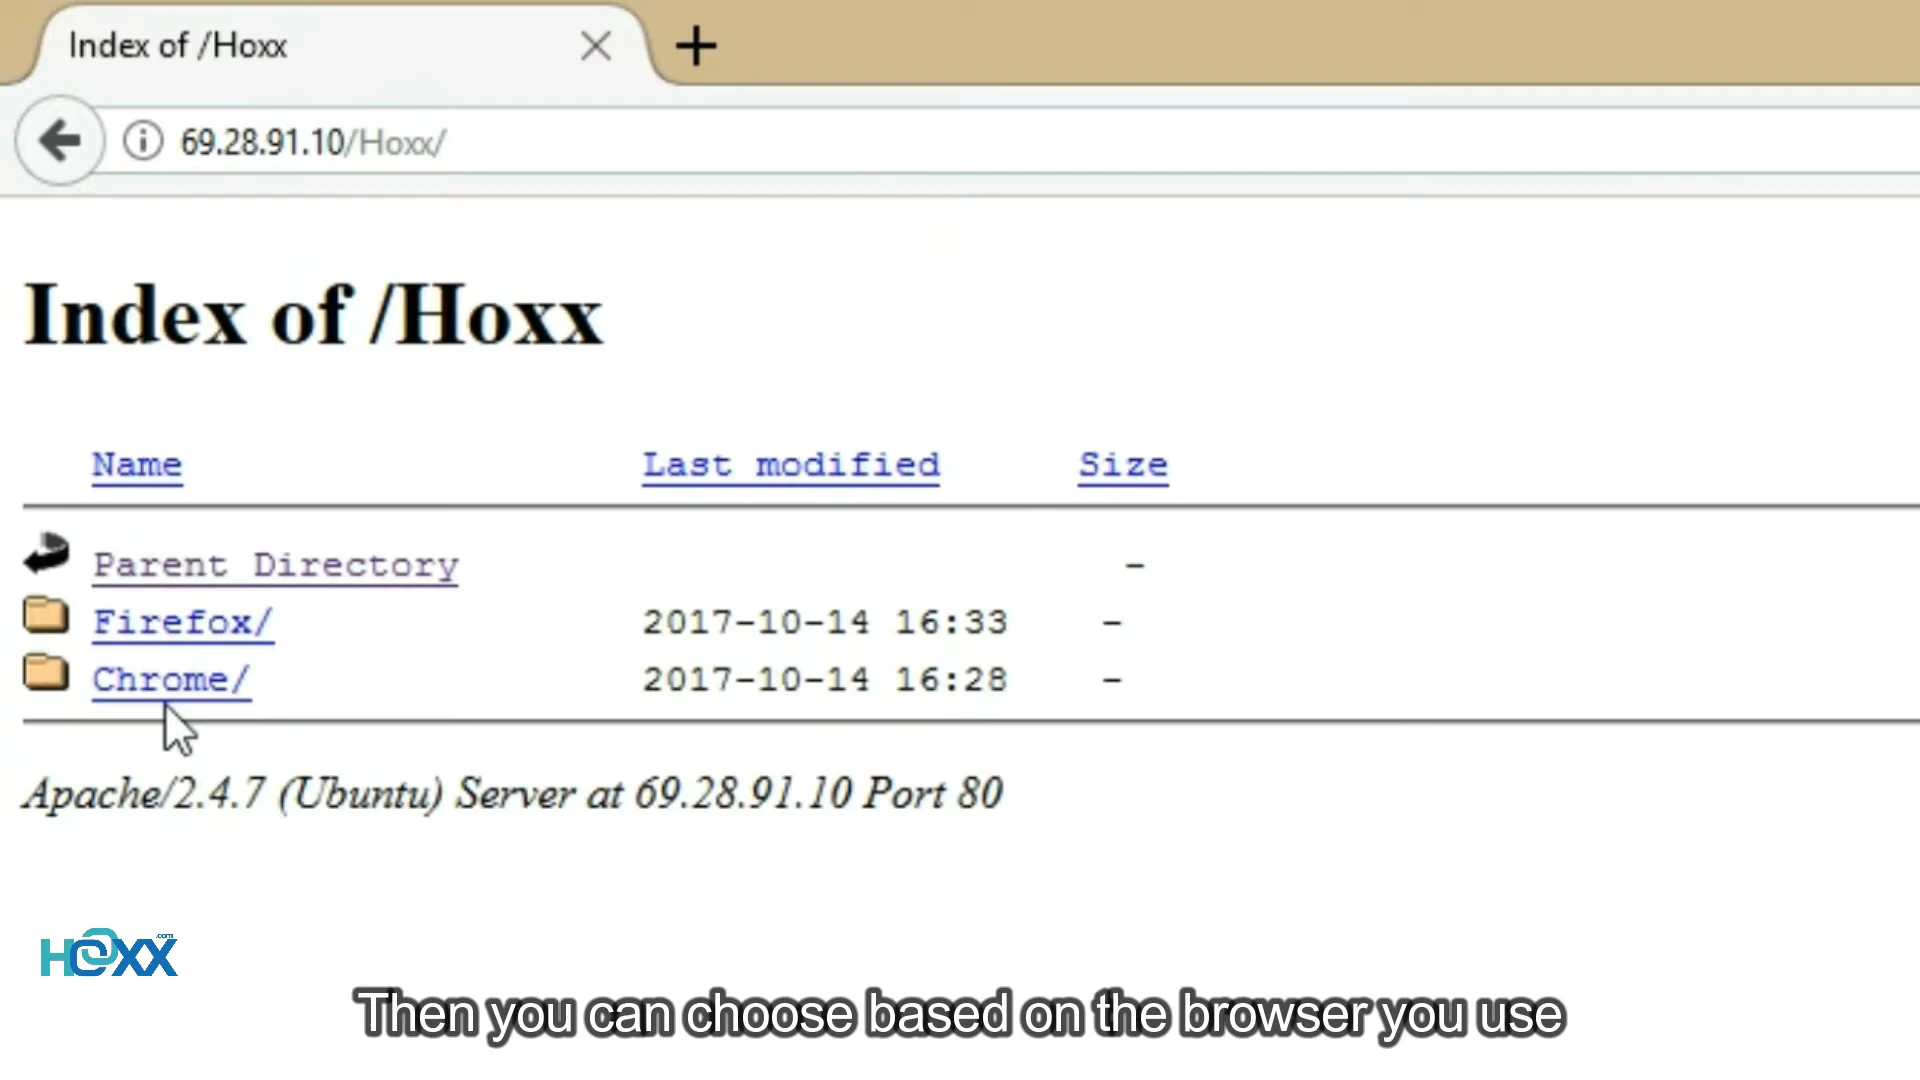 Index of /Hoxx
69.28.91.10/Hoxx/
Index of /Hoxx
Name Last modified Size
Parent Directory -
Firefox/ 2017-10-14 16:33 -
Chrome/ 2017-10-14 16:28 -
Apache/2.4.7 (Ubuntu) Server at 69.28.91.10 Port 80
HOXX.com
Then you can choose based on the browser you use